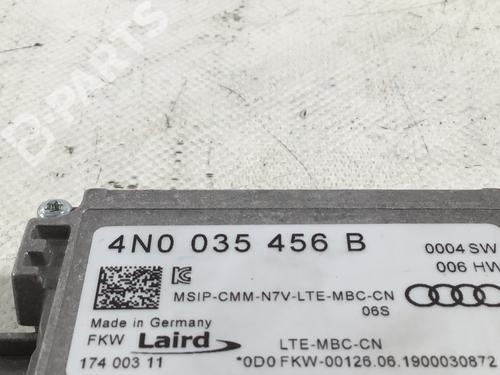 D-PARTS
4N0 035 456 B
0004 SW
006 HW
MSIP-CMM-N7V-LTE-MBC-CN
06S
Made in Germany
FKW Laird LTE-MBC-CN
174 003 11 *0D0 FKW-00126.06.1900030872